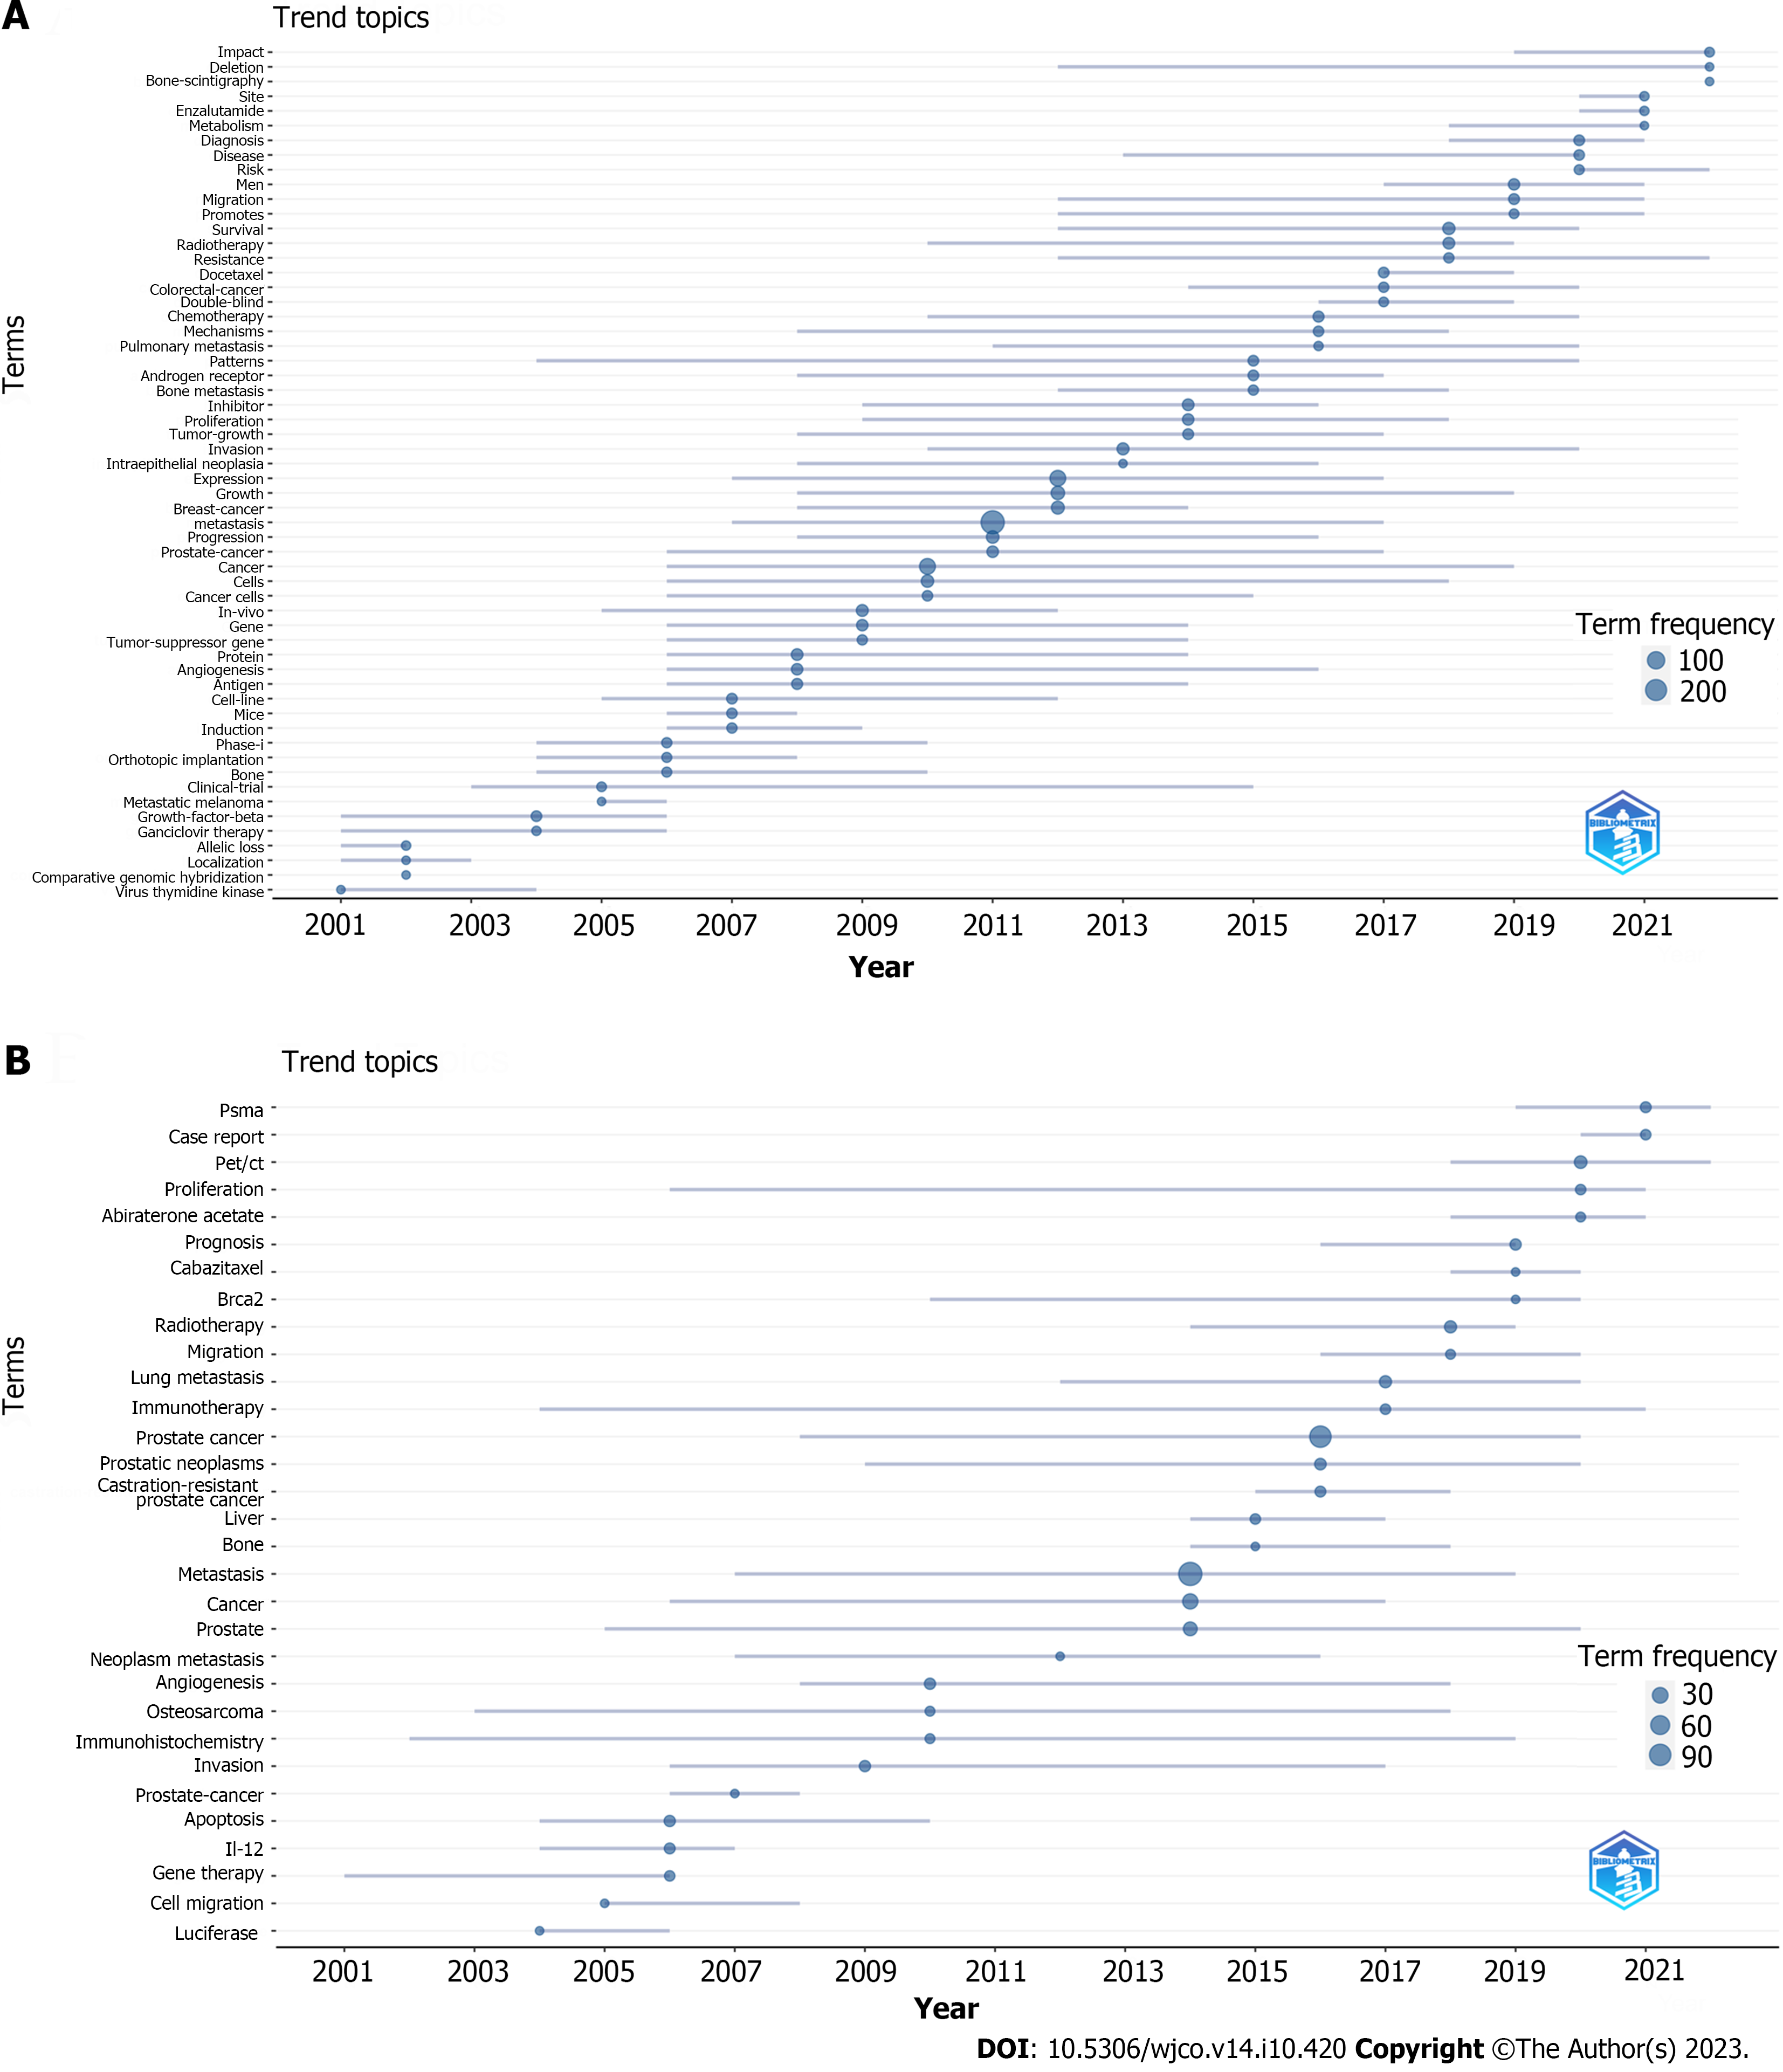 A
Trend topics
Impact
Deletion
Bone-scintigraphy
Site
Enzalutamide
Metabolism
Diagnosis
Disease
Risk
Men
Migration
Promotes
Survival
Radiotherapy
Resistance
Docetaxel
Colorectal-cancer
Double-blind
Chemotherapy
Mechanisms
Pulmonary metastasis
Patterns
Androgen receptor
Bone metastasis
Inhibitor
Proliferation
Tumor-growth
Invasion
Intraepithelial neoplasia
Expression
Growth
Breast-cancer
metastasis
Progression
Prostate-cancer
Cancer
Cells
Cancer cells
In-vivo
Gene
Tumor-suppressor gene
Protein
Angiogenesis
Antigen
Cell-line
Mice
Induction
Phase-i
Orthotopic implantation
Bone
Clinical-trial
Metastatic melanoma
Growth-factor-beta
Ganciclovir therapy
Allelic loss
Localization
Comparative genomic hybridization
Virus thymidine kinase
Terms
Term frequency
100
200
BIBLIOMETRIX
2001 2003 2005 2007 2009 2011 2013 2015 2017 2019 2021
Year
B
Trend topics
Psma
Case report
Pet/ct
Proliferation
Abiraterone acetate
Prognosis
Cabazitaxel
Brca2
Radiotherapy
Migration
Lung metastasis
Immunotherapy
Prostate cancer
Prostatic neoplasms
Castration-resistant
prostate cancer
Liver
Bone
Metastasis
Cancer
Prostate
Neoplasm metastasis
Angiogenesis
Osteosarcoma
Immunohistochemistry
Invasion
Prostate-cancer
Apoptosis
Il-12
Gene therapy
Cell migration
Luciferase
Terms
Term frequency
30
60
90
BIBLIOMETRIX
2001 2003 2005 2007 2009 2011 2013 2015 2017 2019 2021
Year
DOI: 10.5306/wjco.v14.i10.420 Copyright ©The Author(s) 2023.